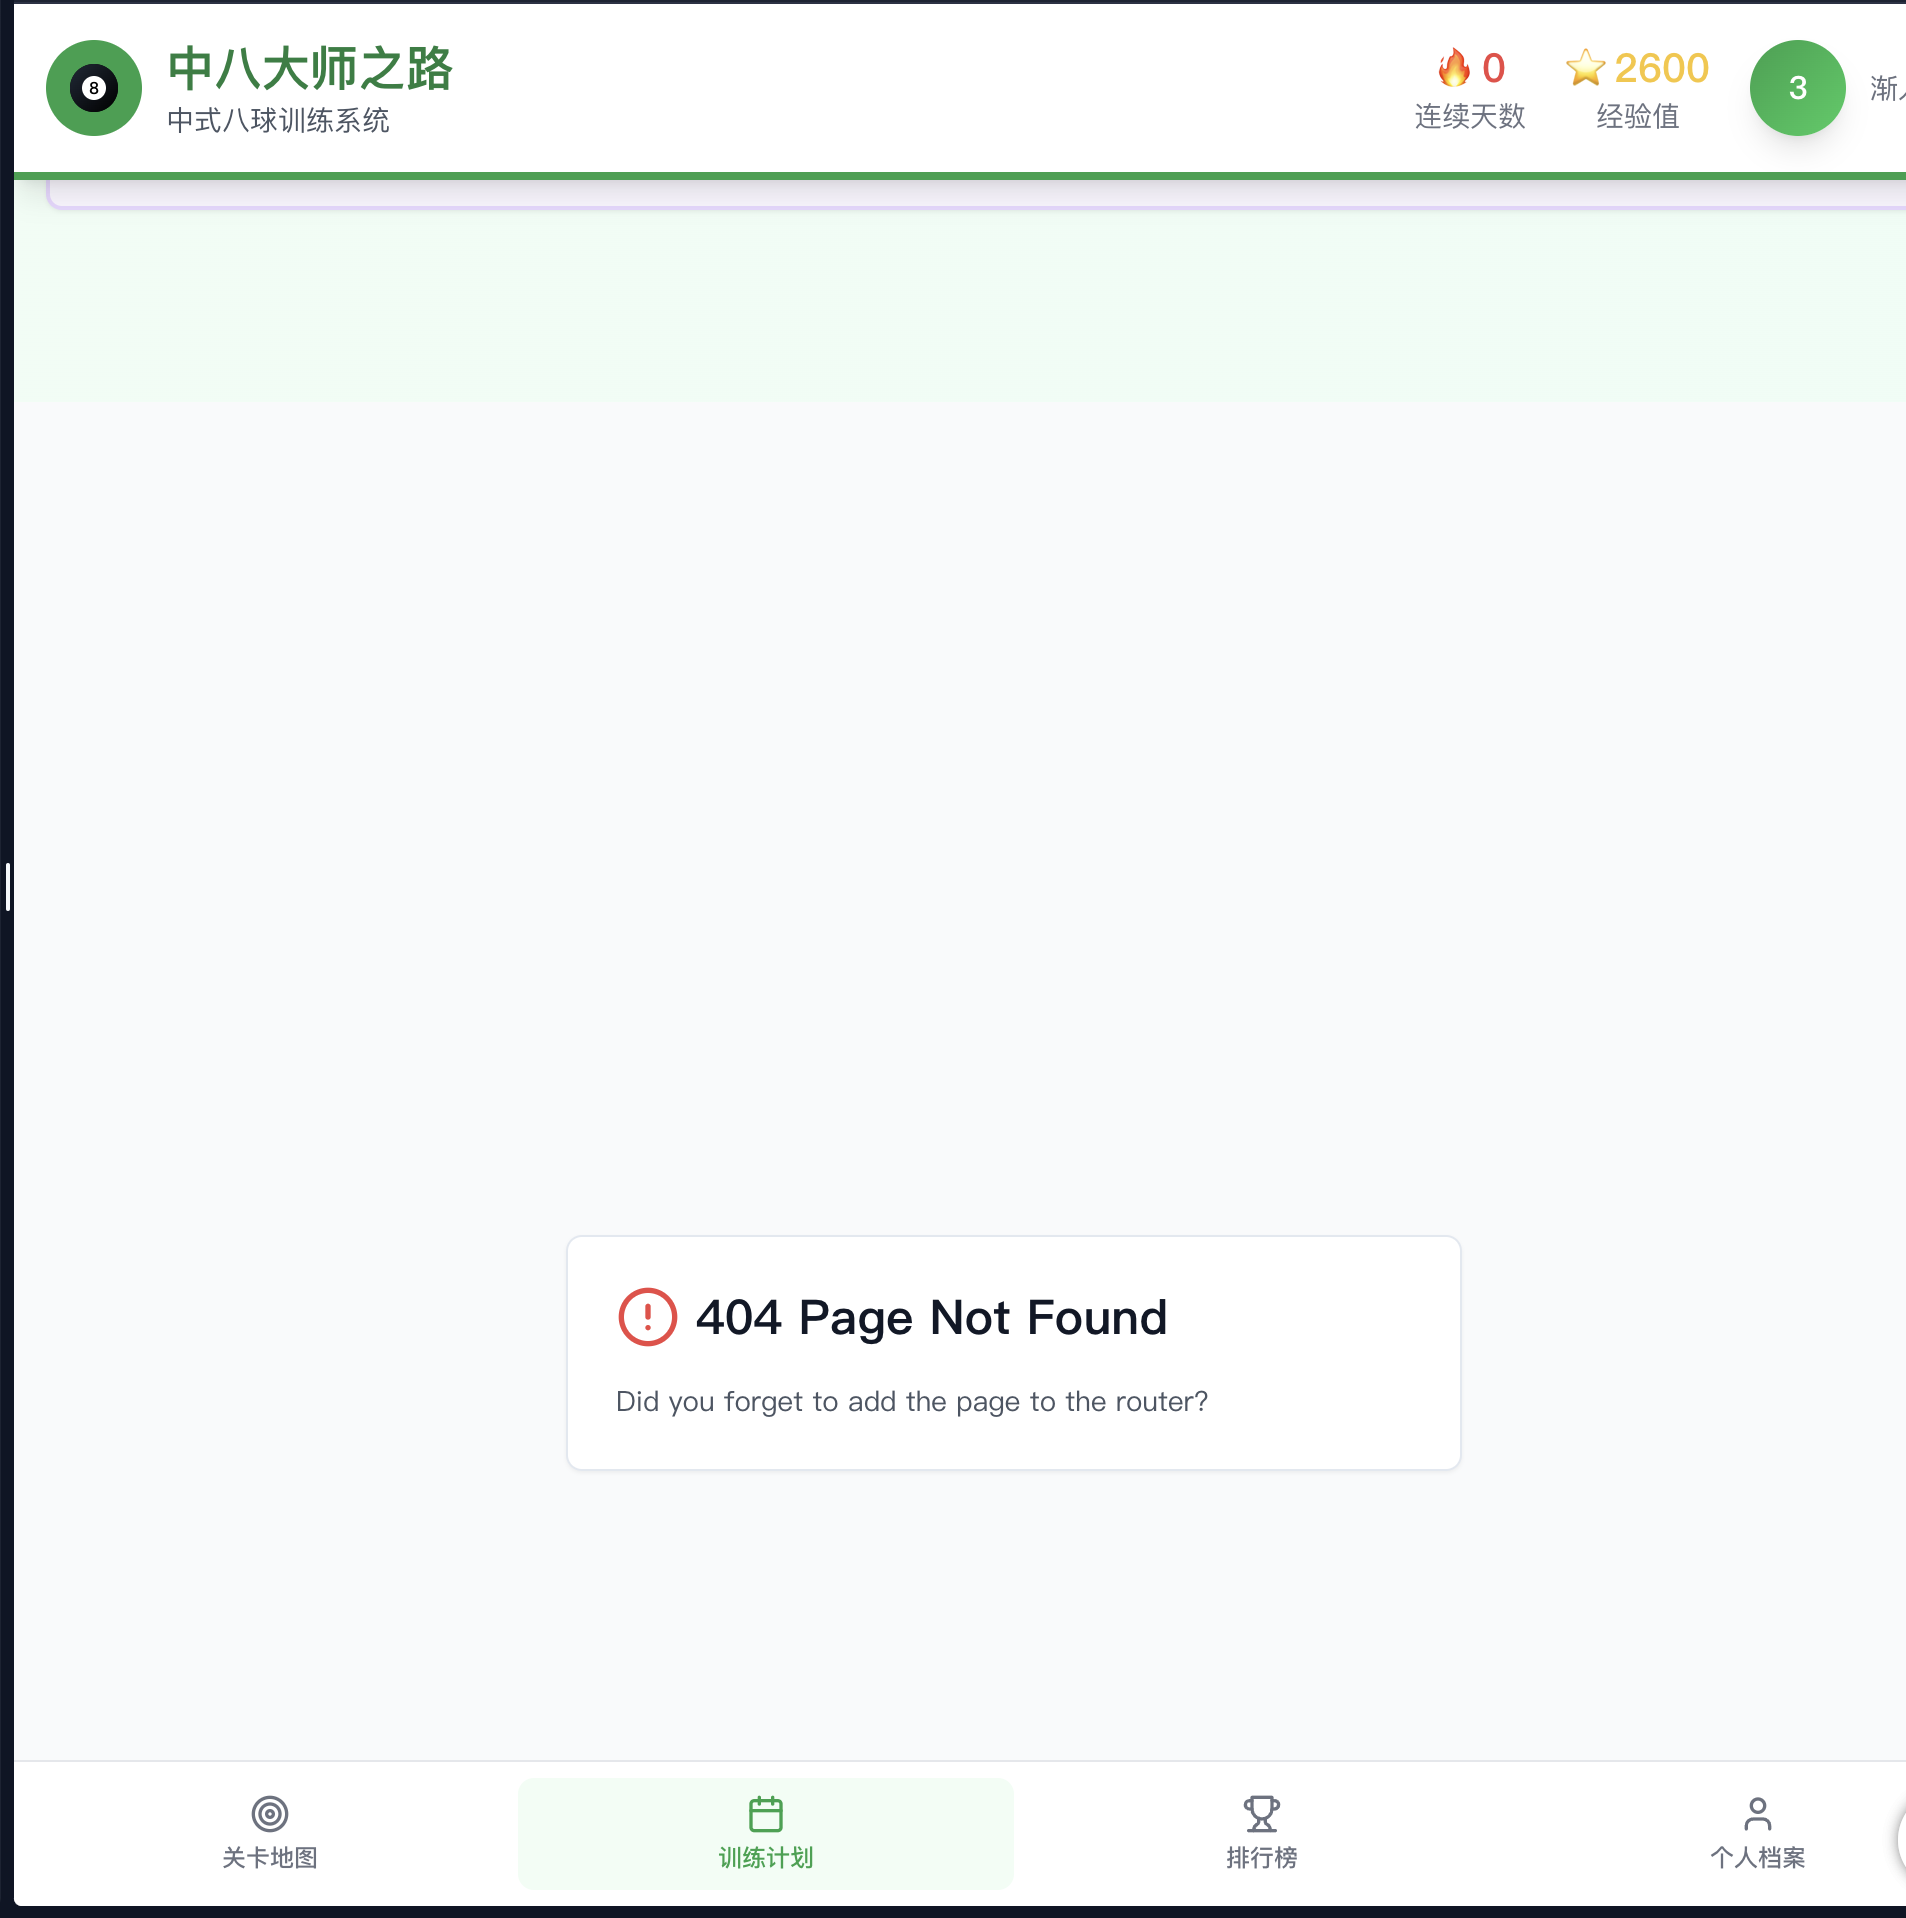 8
中八大师之路
中式八球训练系统
🔥 0
连续天数
⭐ 2600
经验值
3
404 Page Not Found
Did you forget to add the page to the router?
关卡地图
训练计划
排行榜
个人档案